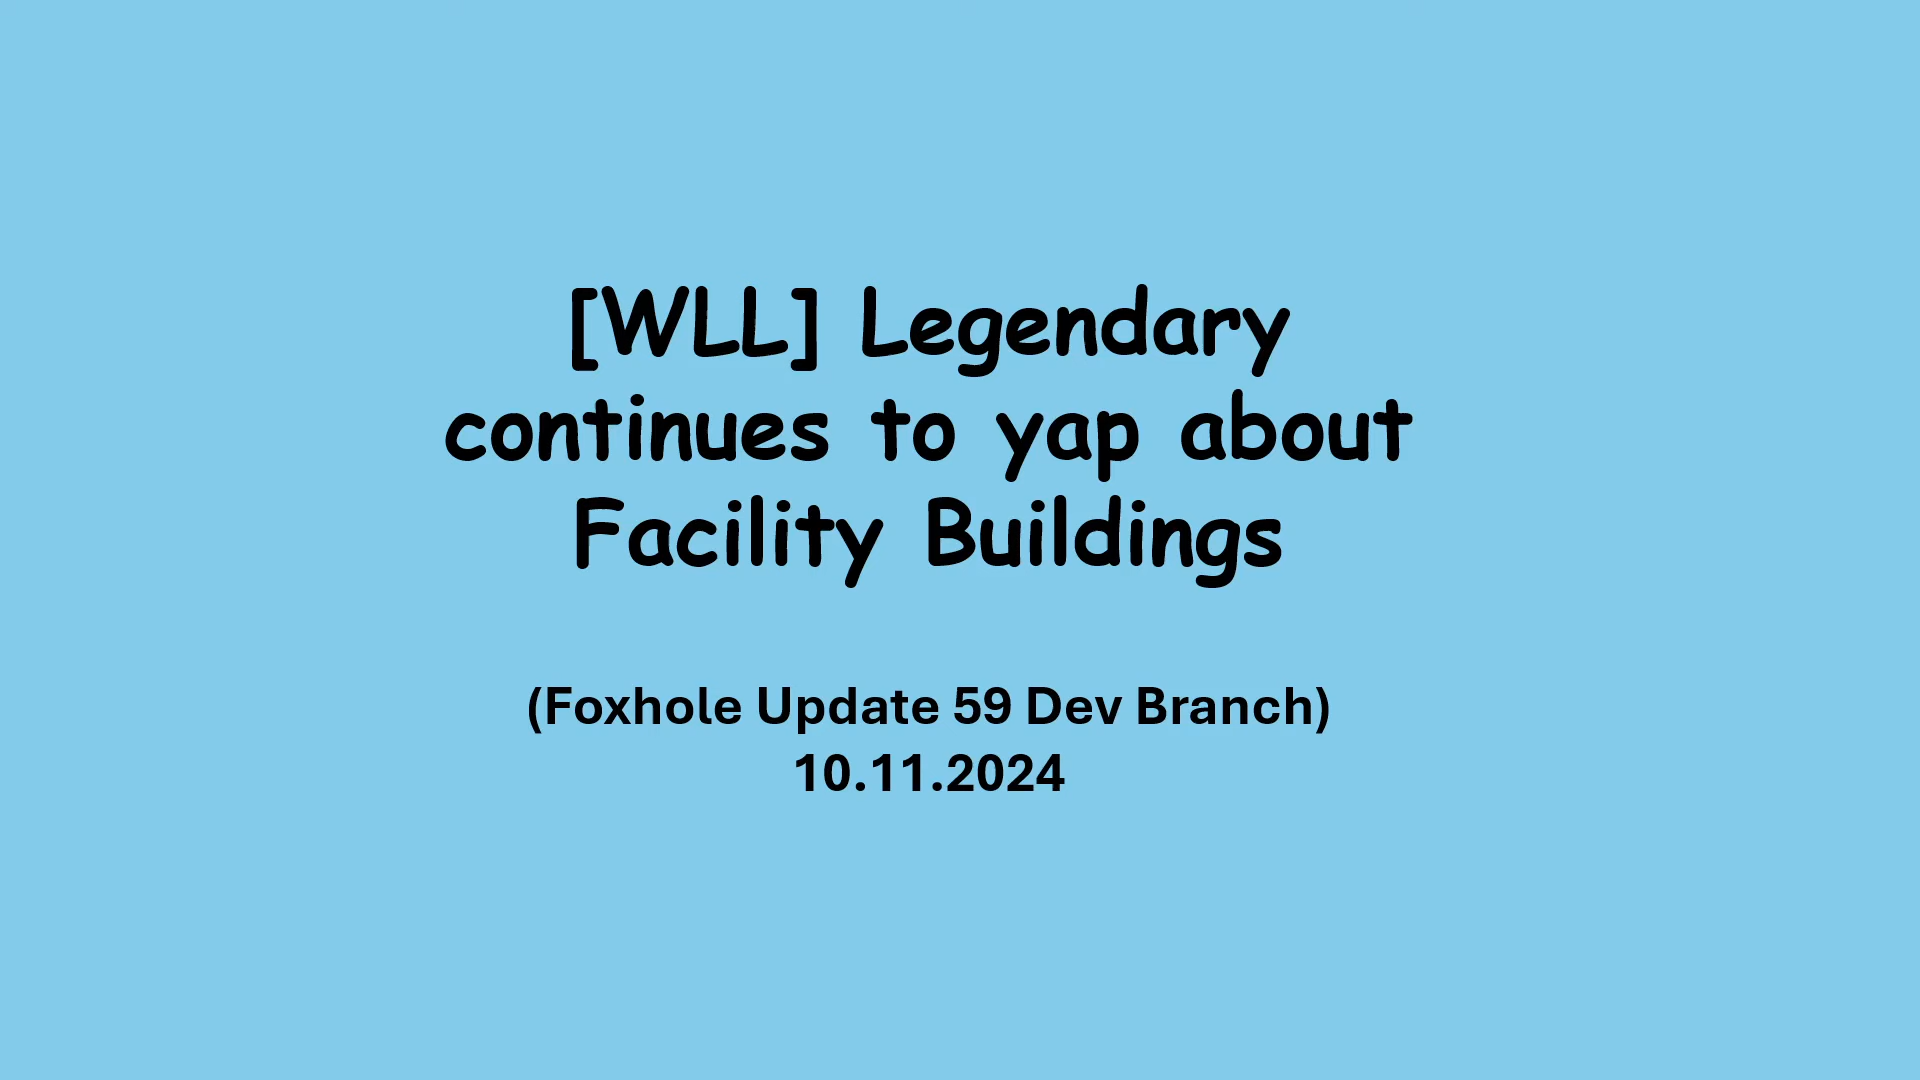 [WLL] Legendary
continues to yap about
Facility Buildings
(Foxhole Update 59 Dev Branch)
10.11.2024